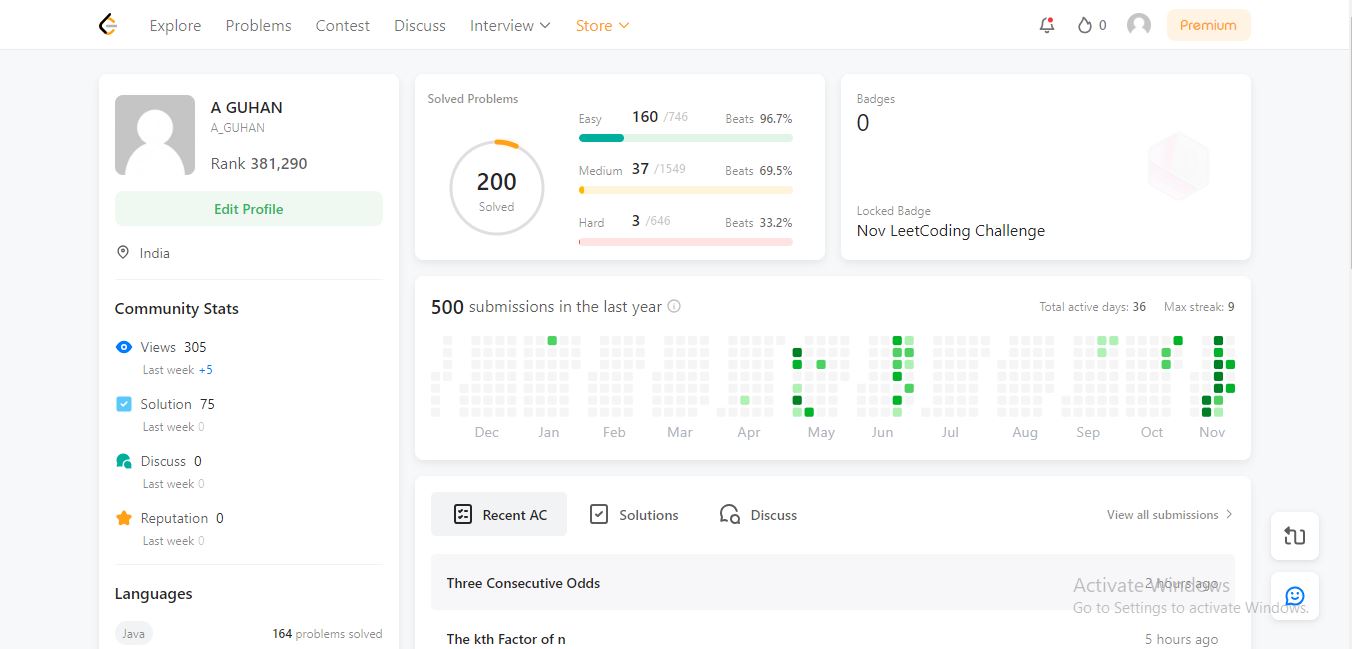 Explore Problems Contest Discuss Interview Store 0 Premium
A GUHAN
A_GUHAN
Rank 381,290
Edit Profile
India
Community Stats
Views 305
Last week +5
Solution 75
Last week 0
Discuss 0
Last week 0
Reputation 0
Last week 0
Languages
Java 164 problems solved
Solved Problems
200
Solved
Easy 160 /746 Beats 96.7%
Medium 37 /1549 Beats 69.5%
Hard 3 /646 Beats 33.2%
Badges
0
Locked Badge
Nov LeetCoding Challenge
500 submissions in the last year Total active days: 36 Max streak: 9
Dec Jan Feb Mar Apr May Jun Jul Aug Sep Oct Nov
Recent AC Solutions Discuss View all submissions
Three Consecutive Odds 2 hours ago
The kth Factor of n 5 hours ago
Activate Windows
Go to Settings to activate Windows.